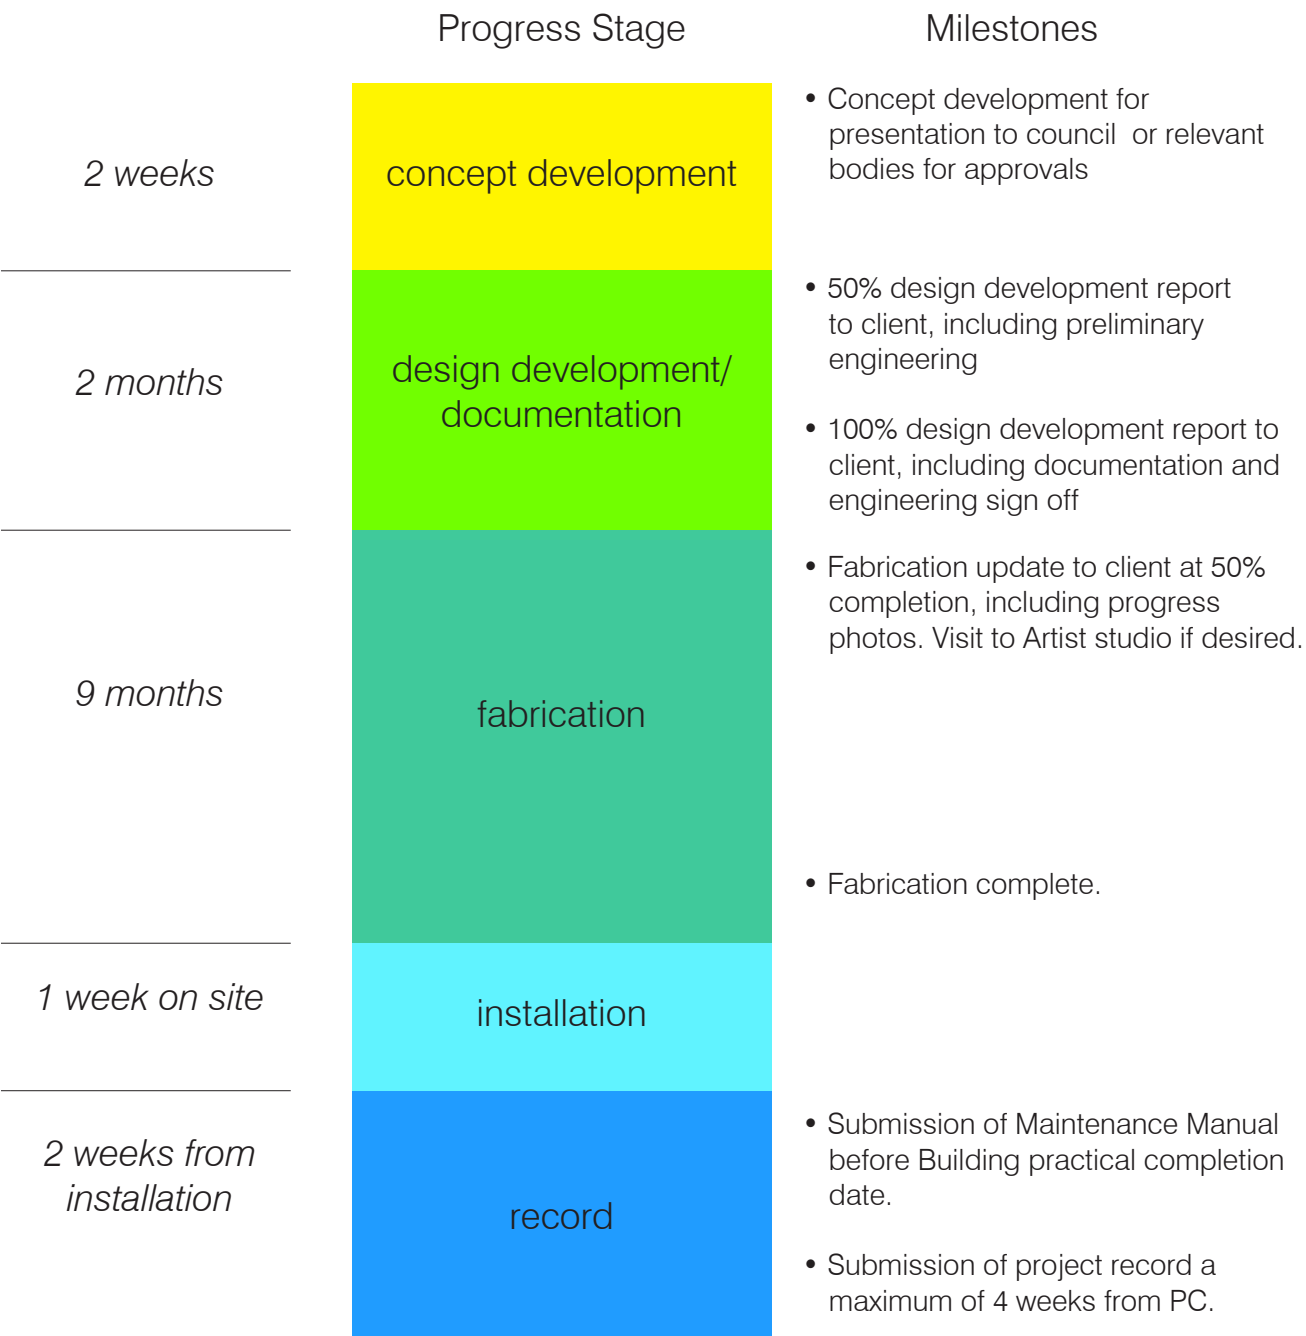 Progress Stage
Milestones
2 weeks
concept development
• Concept development for
presentation to council or relevant
bodies for approvals
2 months
design development/
documentation
• 50% design development report
to client, including preliminary
engineering
• 100% design development report to
client, including documentation and
engineering sign off
9 months
fabrication
• Fabrication update to client at 50%
completion, including progress
photos. Visit to Artist studio if desired.
• Fabrication complete.
1 week on site
installation
2 weeks from
installation
record
• Submission of Maintenance Manual
before Building practical completion
date.
• Submission of project record a
maximum of 4 weeks from PC.